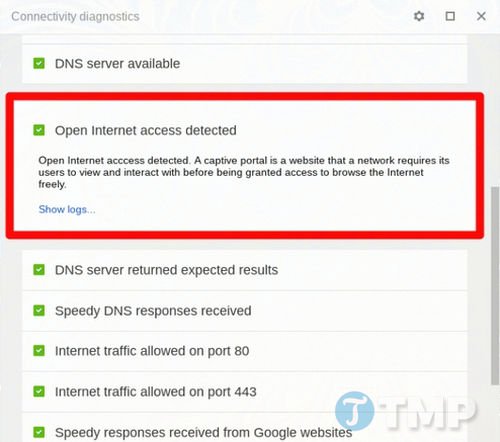 Connectivity diagnostics
DNS server available
Open Internet access detected
Open Internet acccess detected. A captive portal is a website that a network requires its
users to view and interact with before being granted access to browse the Internet
freely.
Show logs...
DNS server returned expected results
Speedy DNS responses received
Internet traffic allowed on port 80
Internet traffic allowed on port 443
Speedy responses received from Google websites
T TMP